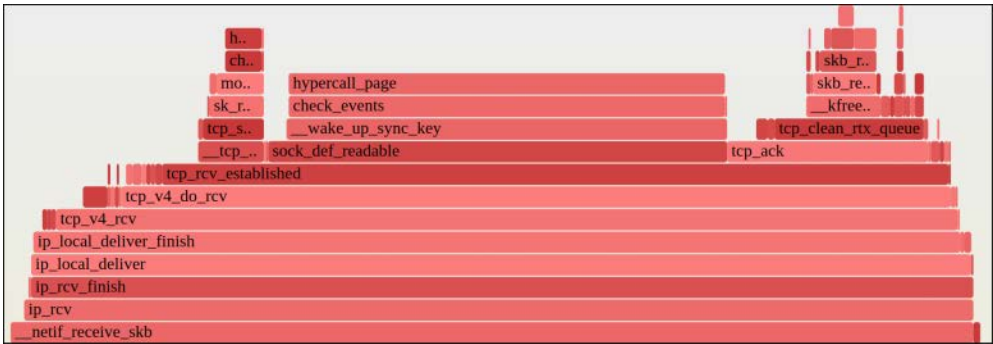 h..
ch.. skb_r..
mo.. hypercall_page skb_re..
sk_r.. check_events __kfree..
tcp_s.. __wake_up_sync_key tcp_clean_rtx_queue
__tcp_.. sock_def_readable tcp_ack
tcp_rcv_established
tcp_v4_do_rcv
tcp_v4_rcv
ip_local_deliver_finish
ip_local_deliver
ip_rcv_finish
ip_rcv
__netif_receive_skb